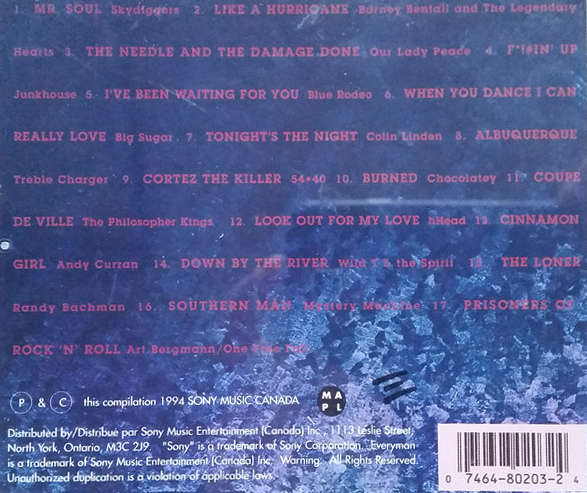 1. MR. SOUL Skydiggers 2. LIKE A HURRICANE Barney Bentall and The Legendary
Hearts 3. THE NEEDLE AND THE DAMAGE DONE Our Lady Peace 4. F*!#IN' UP
Junkhouse 5. I'VE BEEN WAITING FOR YOU Blue Rodeo 6. WHEN YOU DANCE I CAN
REALLY LOVE Big Sugar 7. TONIGHT'S THE NIGHT Colin Linden 8. ALBUQUERQUE
Treble Charger 9. CORTEZ THE KILLER 54•40 10. BURNED Chocolatey 11. COUPE
DE VILLE The Philosopher Kings 12. LOOK OUT FOR MY LOVE hHead 13. CINNAMON
GIRL Andy Curran 14. DOWN BY THE RIVER Wild T & the Spirit 15. THE LONER
Randy Bachman 16. SOUTHERN MAN Mystery Machine 17. PRISONERS OF
ROCK 'N' ROLL Art Bergmann/One Free Fall
P & C this compilation 1994 SONY MUSIC CANADA
MAPL
Distributed by/Distribué par Sony Music Entertainment (Canada) Inc., 1113 Leslie Street,
North York, Ontario, M3C 2J9. "Sony" is a trademark of Sony Corporation. Everyman
is a trademark of Sony Music Entertainment (Canada) Inc. Warning: All Rights Reserved.
Unauthorized duplication is a violation of applicable laws.
0 7464-80203-2 4